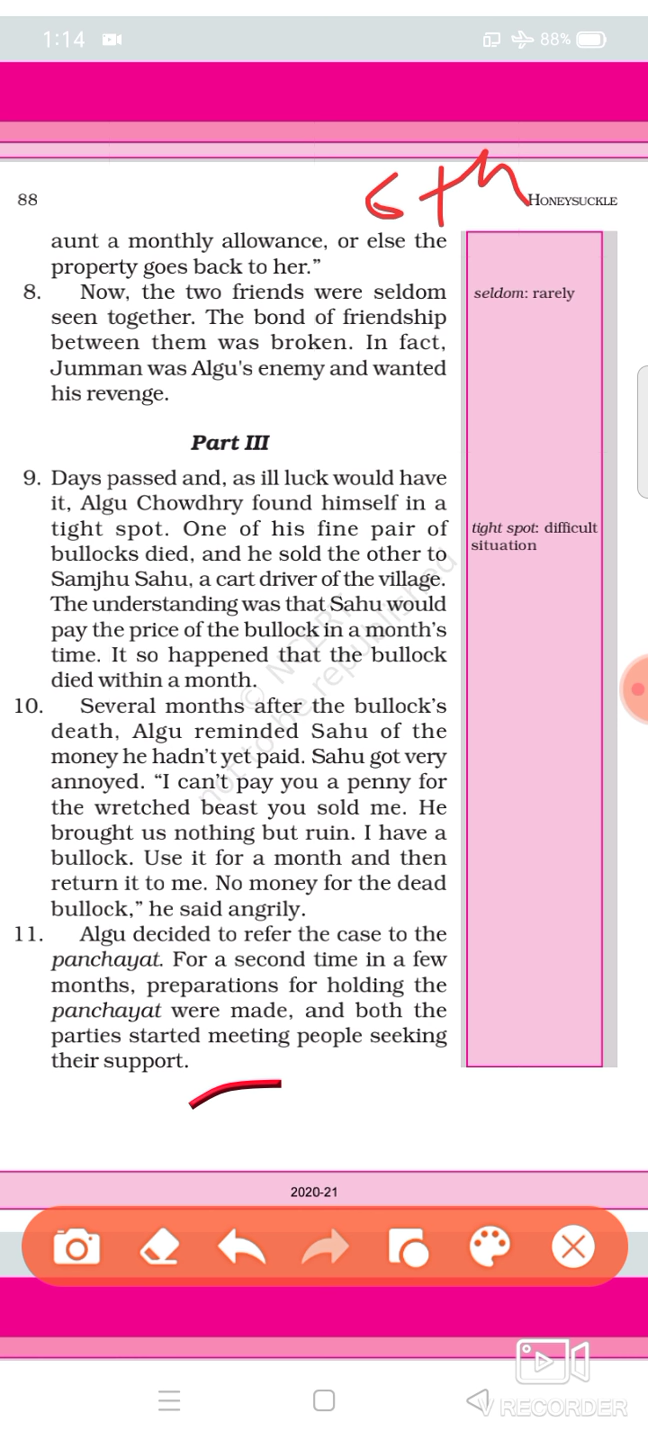 1:14
88%
6th
88
HONEYSUCKLE
aunt a monthly allowance, or else the
property goes back to her.”
8. Now, the two friends were seldom
seen together. The bond of friendship
between them was broken. In fact,
Jumman was Algu's enemy and wanted
his revenge.
seldom: rarely
Part III
9. Days passed and, as ill luck would have
it, Algu Chowdhry found himself in a
tight spot. One of his fine pair of
bullocks died, and he sold the other to
Samjhu Sahu, a cart driver of the village.
The understanding was that Sahu would
pay the price of the bullock in a month’s
time. It so happened that the bullock
died within a month.
tight spot: difficult
situation
10. Several months after the bullock’s
death, Algu reminded Sahu of the
money he hadn’t yet paid. Sahu got very
annoyed. “I can’t pay you a penny for
the wretched beast you sold me. He
brought us nothing but ruin. I have a
bullock. Use it for a month and then
return it to me. No money for the dead
bullock,” he said angrily.
11. Algu decided to refer the case to the
panchayat. For a second time in a few
months, preparations for holding the
panchayat were made, and both the
parties started meeting people seeking
their support.
© NCERT
not to be republished
2020-21
V RECORDER